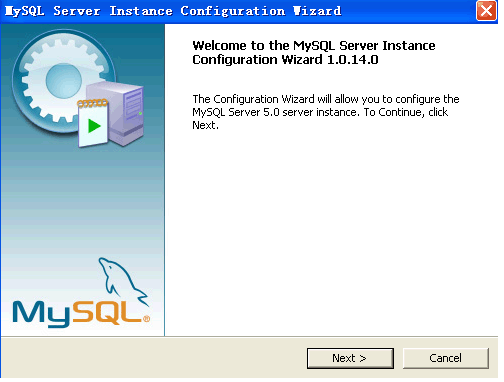 MySQL Server Instance Configuration Wizard
Welcome to the MySQL Server Instance
Configuration Wizard 1.0.14.0
The Configuration Wizard will allow you to configure the
MySQL Server 5.0 server instance. To Continue, click
Next.
MySQL®
Next >
Cancel